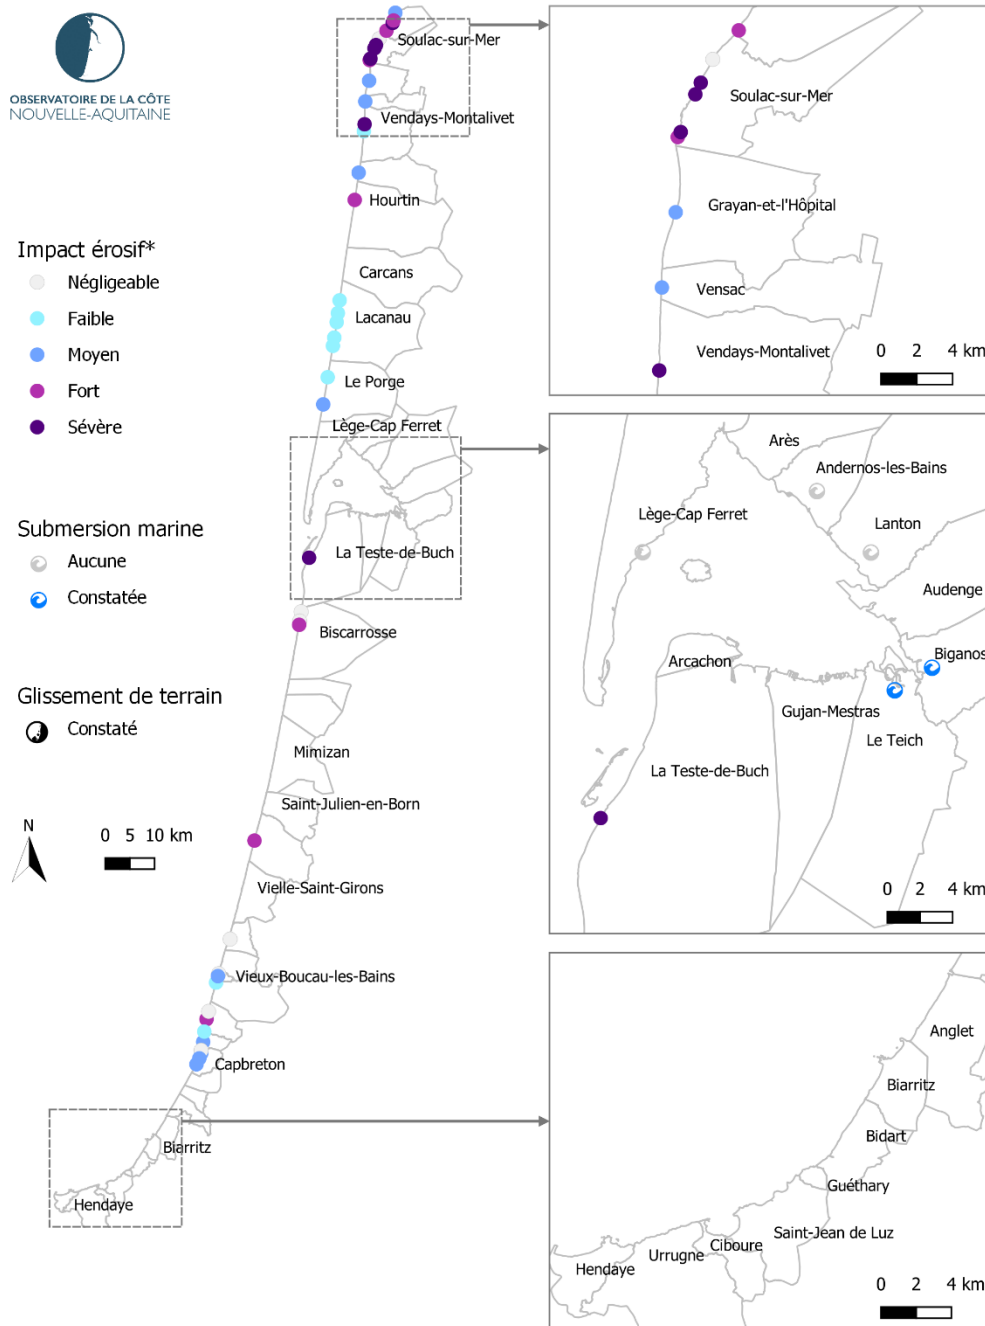 OBSERVATOIRE DE LA CÔTE
NOUVELLE-AQUITAINE
Impact érosif*
Négligeable
Faible
Moyen
Fort
Sévère
Submersion marine
Aucune
Constatée
Glissement de terrain
Constaté
N
0 5 10 km
Soulac-sur-Mer
Vendays-Montalivet
Hourtin
Carcans
Lacanau
Le Porge
Lège-Cap Ferret
La Teste-de-Buch
Biscarrosse
Mimizan
Saint-Julien-en-Born
Vielle-Saint-Girons
Vieux-Boucau-les-Bains
Capbreton
Biarritz
Hendaye
Soulac-sur-Mer
Grayan-et-l'Hôpital
Vensac
Vendays-Montalivet
0 2 4 km
Arès
Andernos-les-Bains
Lège-Cap Ferret
Lanton
Audenge
Biganos
Arcachon
Gujan-Mestras
Le Teich
La Teste-de-Buch
0 2 4 km
Anglet
Biarritz
Bidart
Guéthary
Saint-Jean de Luz
Ciboure
Urrugne
Hendaye
0 2 4 km